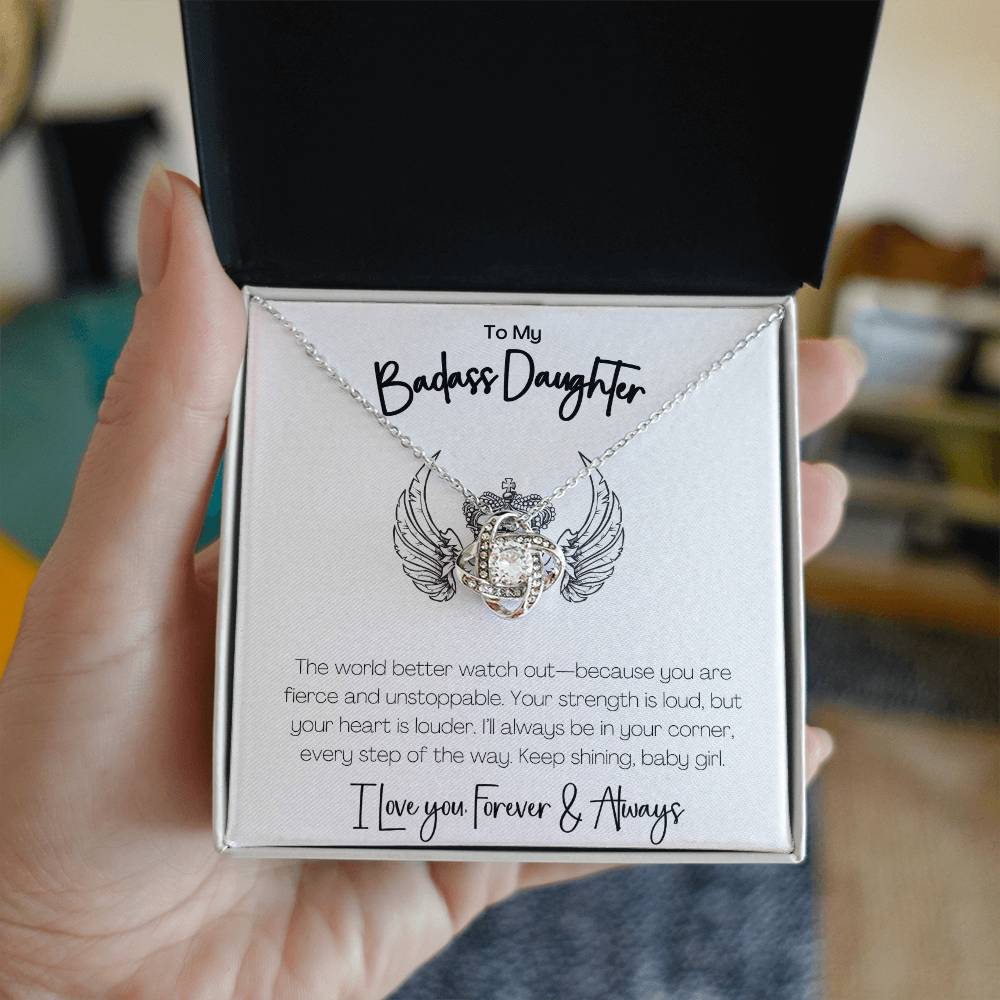 To My
Badass Daughter
The world better watch out—because you are
fierce and unstoppable. Your strength is loud, but
your heart is louder. I'll always be in your corner,
every step of the way. Keep shining, baby girl.
I Love you, Forever & Always